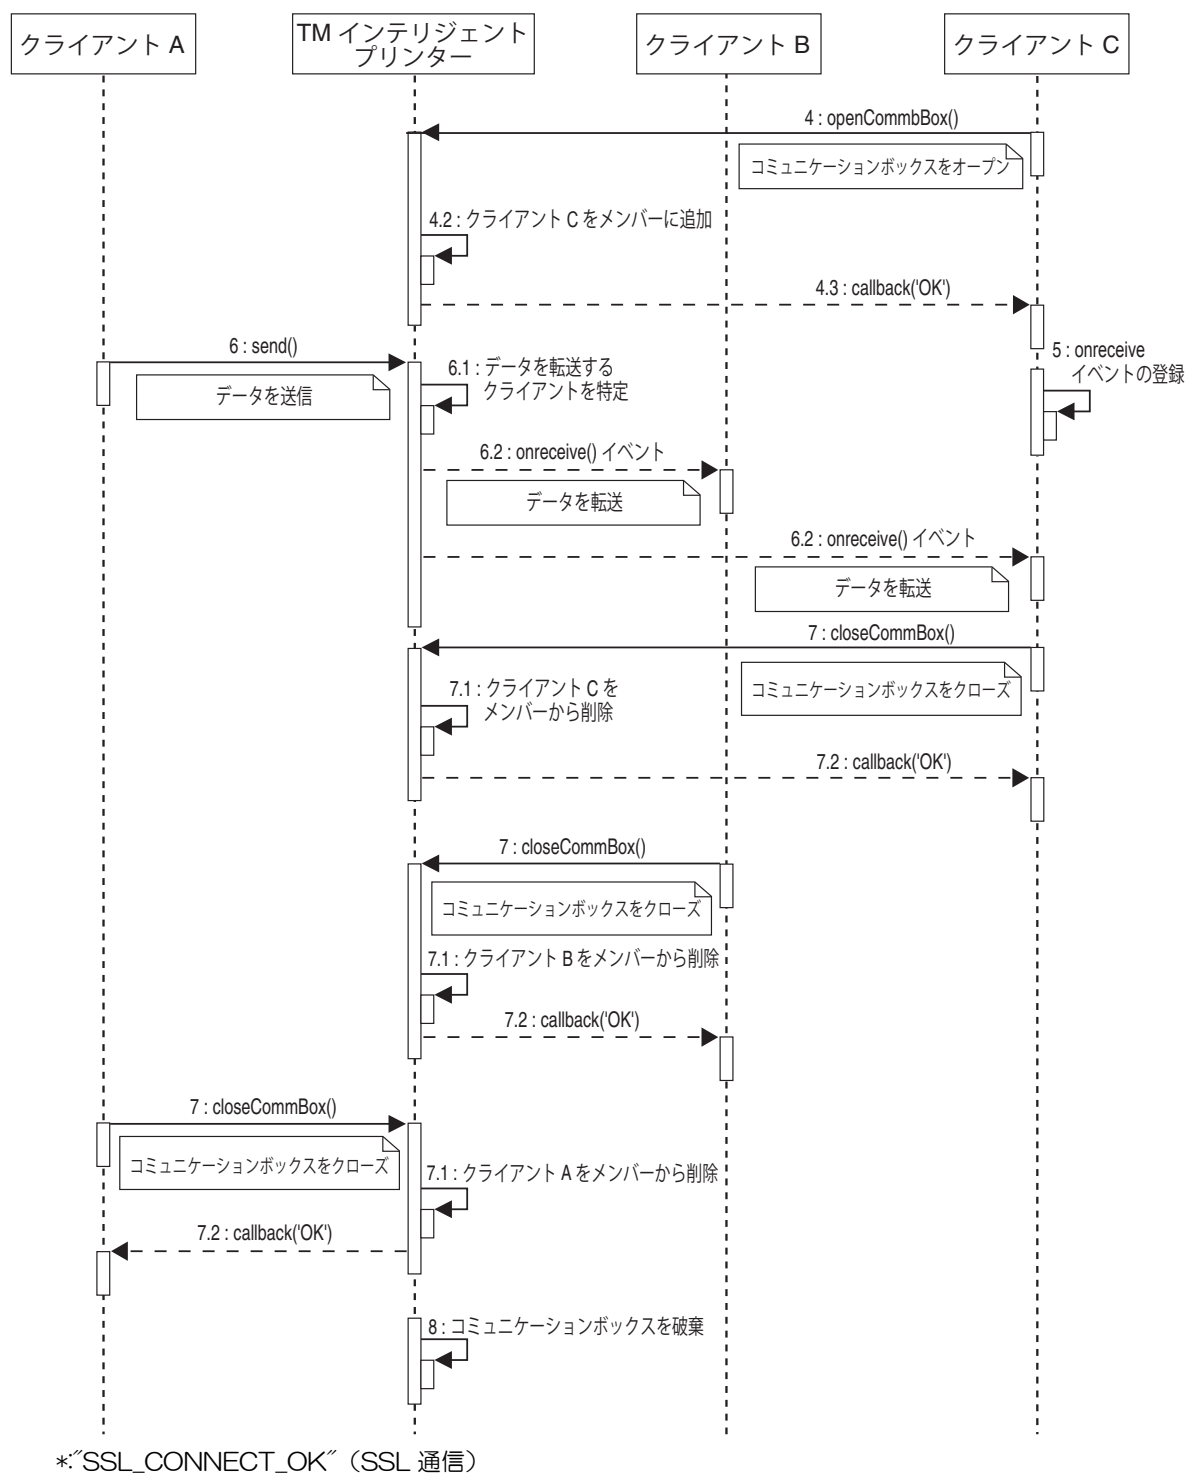 クライアント A
TM インテリジェント
プリンター
クライアント B
クライアント C
4 : openCommbBox()
コミュニケーションボックスをオープン
4.2 : クライアント C をメンバーに追加
4.3 : callback('OK')
6 : send()
データを送信
6.1 : データを転送する
クライアントを特定
5 : onreceive
イベントの登録
6.2 : onreceive() イベント
データを転送
6.2 : onreceive() イベント
データを転送
7 : closeCommBox()
コミュニケーションボックスをクローズ
7.1 : クライアント C を
メンバーから削除
7.2 : callback('OK')
7 : closeCommBox()
コミュニケーションボックスをクローズ
7.1 : クライアント B をメンバーから削除
7.2 : callback('OK')
7 : closeCommBox()
コミュニケーションボックスをクローズ
7.1 : クライアント A をメンバーから削除
7.2 : callback('OK')
8 : コミュニケーションボックスを破棄
*:"SSL_CONNECT_OK"（SSL 通信）